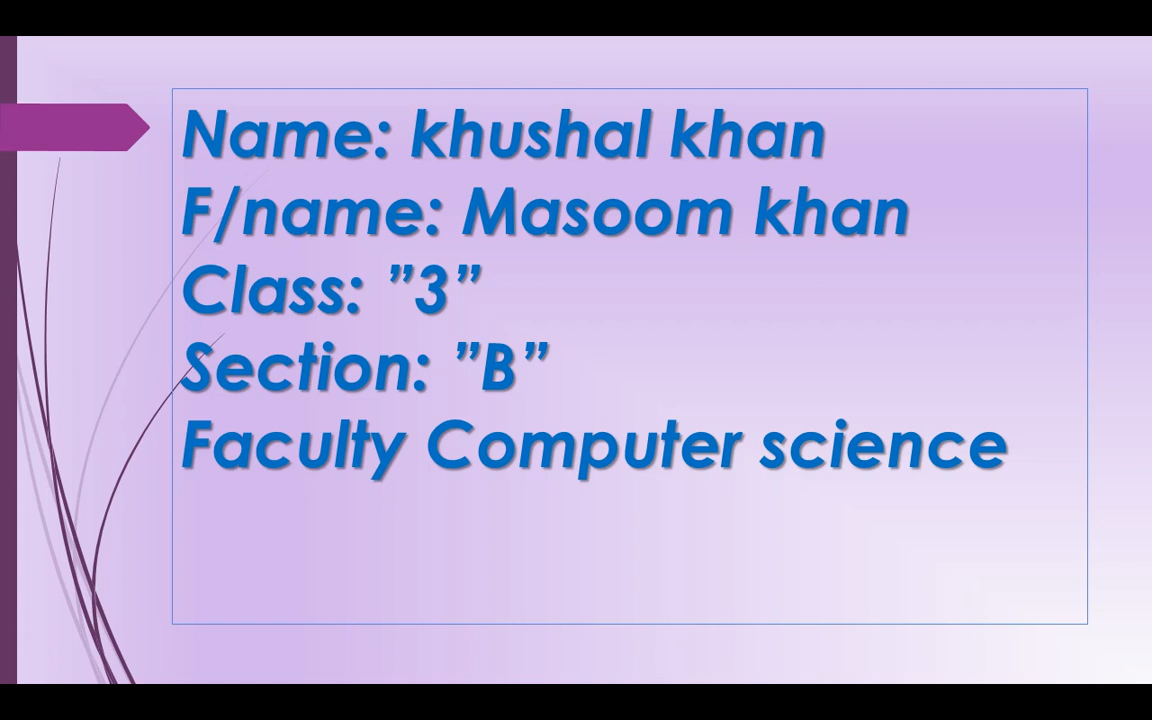 Name: khushal khan
F/name: Masoom khan
Class: ”3”
Section: ”B”
Faculty Computer science